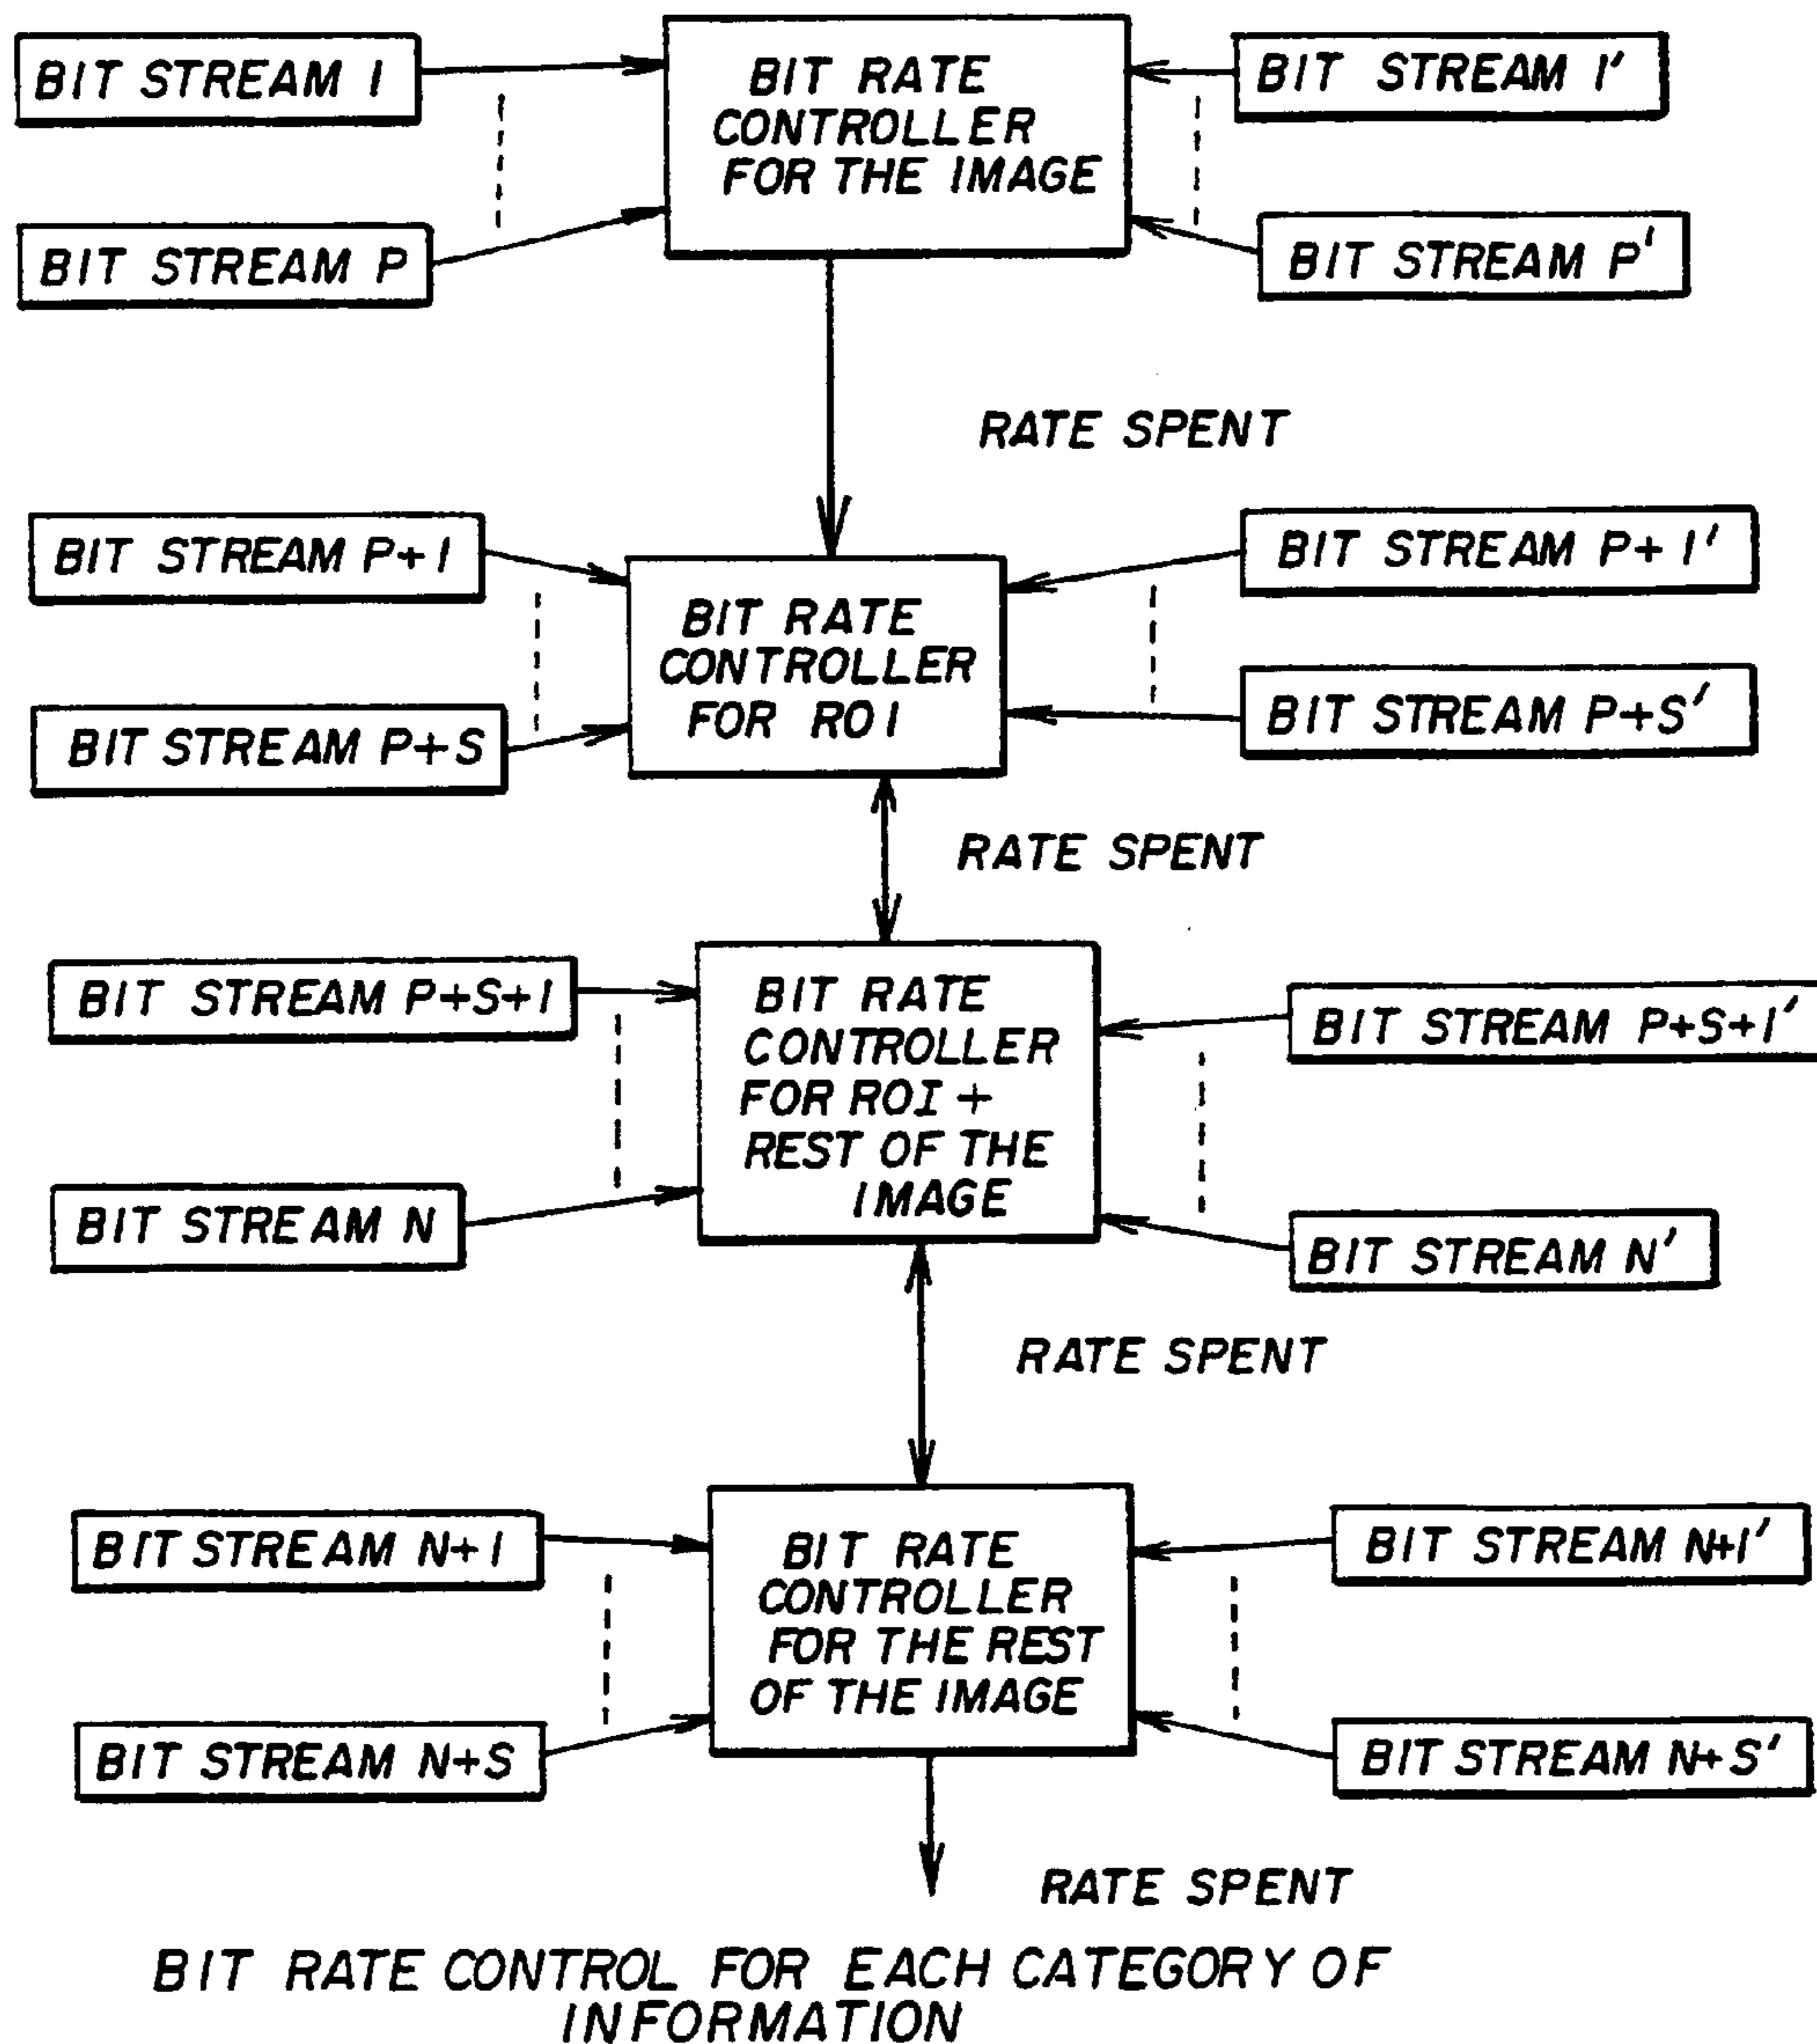 BIT STREAM 1
BIT RATE
CONTROLLER
FOR THE IMAGE
BIT STREAM 1'
BIT STREAM P
BIT STREAM P'
RATE SPENT
BIT STREAM P+1
BIT RATE
CONTROLLER
FOR ROI
BIT STREAM P+1'
BIT STREAM P+S
BIT STREAM P+S'
RATE SPENT
BIT STREAM P+S+1
BIT RATE
CONTROLLER
FOR ROI +
REST OF THE
IMAGE
BIT STREAM P+S+1'
BIT STREAM N
BIT STREAM N'
RATE SPENT
BIT STREAM N+1
BIT RATE
CONTROLLER
FOR THE REST
OF THE IMAGE
BIT STREAM N+1'
BIT STREAM N+S
BIT STREAM N+S'
RATE SPENT
BIT RATE CONTROL FOR EACH CATEGORY OF
INFORMATION